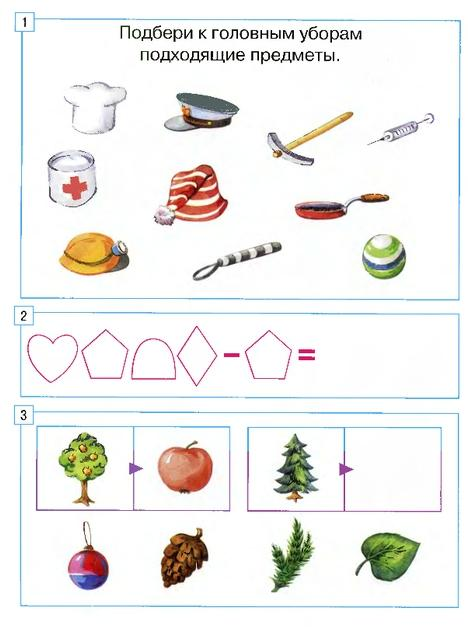 1
Подбери к головным уборам
подходящие предметы.
2
– =
3